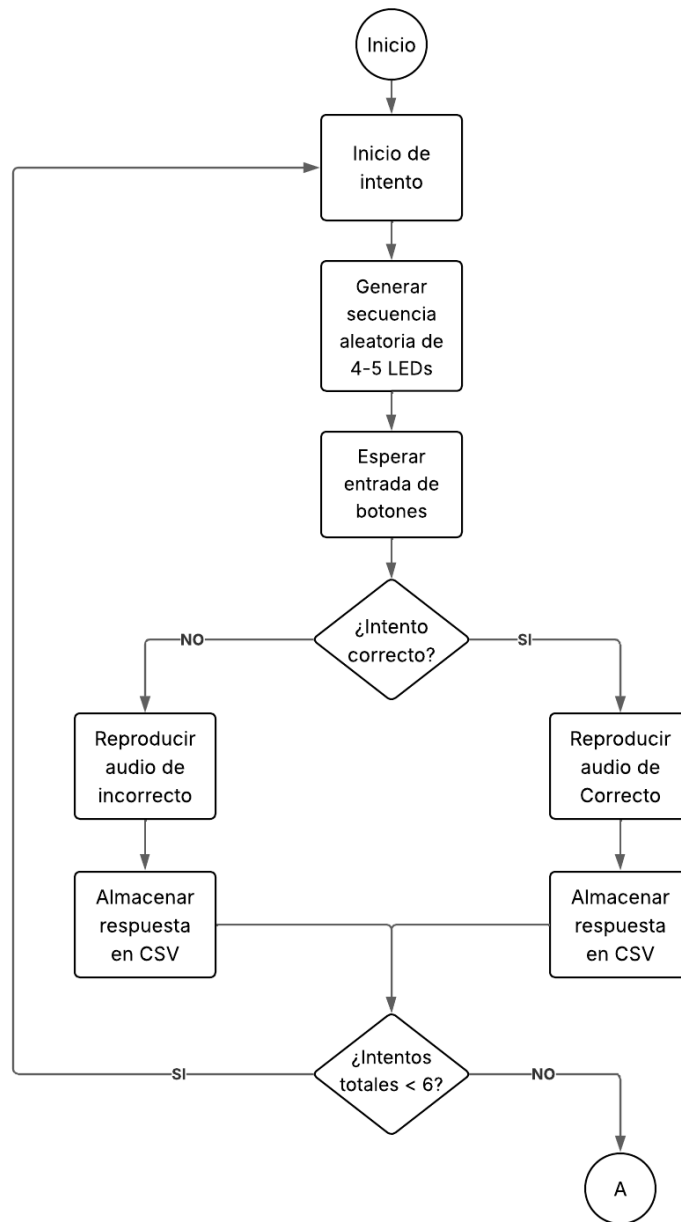 Inicio
Inicio de
intento
Generar
secuencia
aleatoria de
4-5 LEDs
Esperar
entrada de
botones
¿Intento
correcto?
NO
SI
Reproducir
audio de
incorrecto
Reproducir
audio de
Correcto
Almacenar
respuesta
en CSV
Almacenar
respuesta
en CSV
¿Intentos
totales < 6?
SI
NO
A